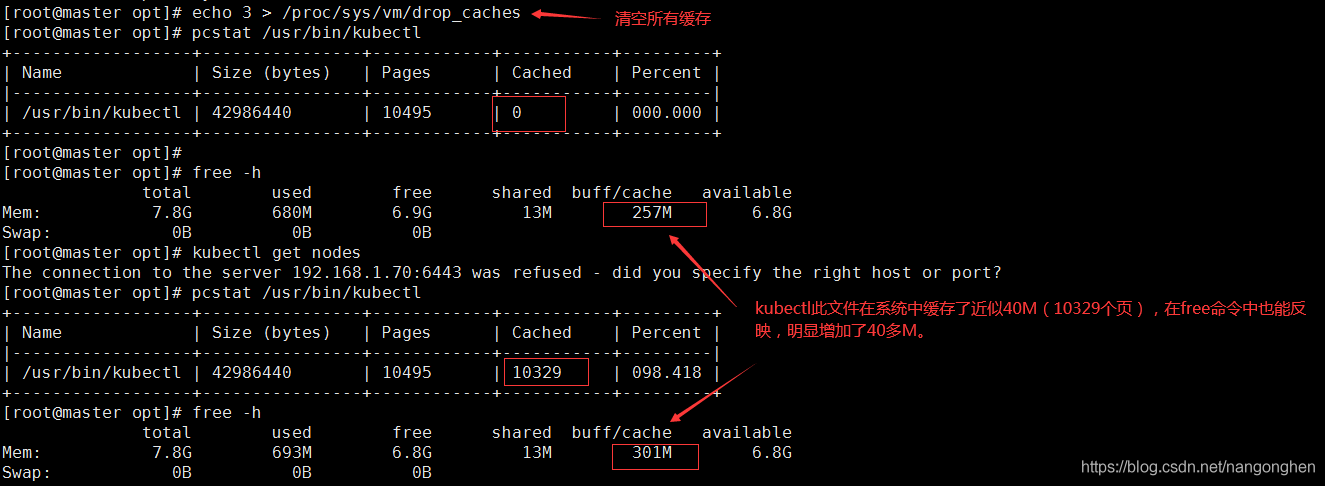 [root@master opt]# echo 3 > /proc/sys/vm/drop_caches
清空所有缓存
[root@master opt]# pcstat /usr/bin/kubectl
+------------------+----------------+------------+-----------+---------+
| Name | Size (bytes) | Pages | Cached | Percent |
|------------------+----------------+------------+-----------+---------|
| /usr/bin/kubectl | 42986440 | 10495 | 0 | 000.000 |
+------------------+----------------+------------+-----------+---------+
[root@master opt]#
[root@master opt]# free -h
total used free shared buff/cache available
Mem: 7.8G 680M 6.9G 13M 257M 6.8G
Swap: 0B 0B 0B
[root@master opt]# kubectl get nodes
The connection to the server 192.168.1.70:6443 was refused - did you specify the right host or port?
[root@master opt]# pcstat /usr/bin/kubectl
+------------------+----------------+------------+-----------+---------+
| Name | Size (bytes) | Pages | Cached | Percent |
|------------------+----------------+------------+-----------+---------|
| /usr/bin/kubectl | 42986440 | 10495 | 10329 | 098.418 |
+------------------+----------------+------------+-----------+---------+
kubectl此文件在系统中缓存了近似40M（10329个页），在free命令中也能反
映，明显增加了40多M。
[root@master opt]# free -h
total used free shared buff/cache available
Mem: 7.8G 693M 6.8G 13M 301M 6.8G
Swap: 0B 0B 0B
https://blog.csdn.net/nangonghen